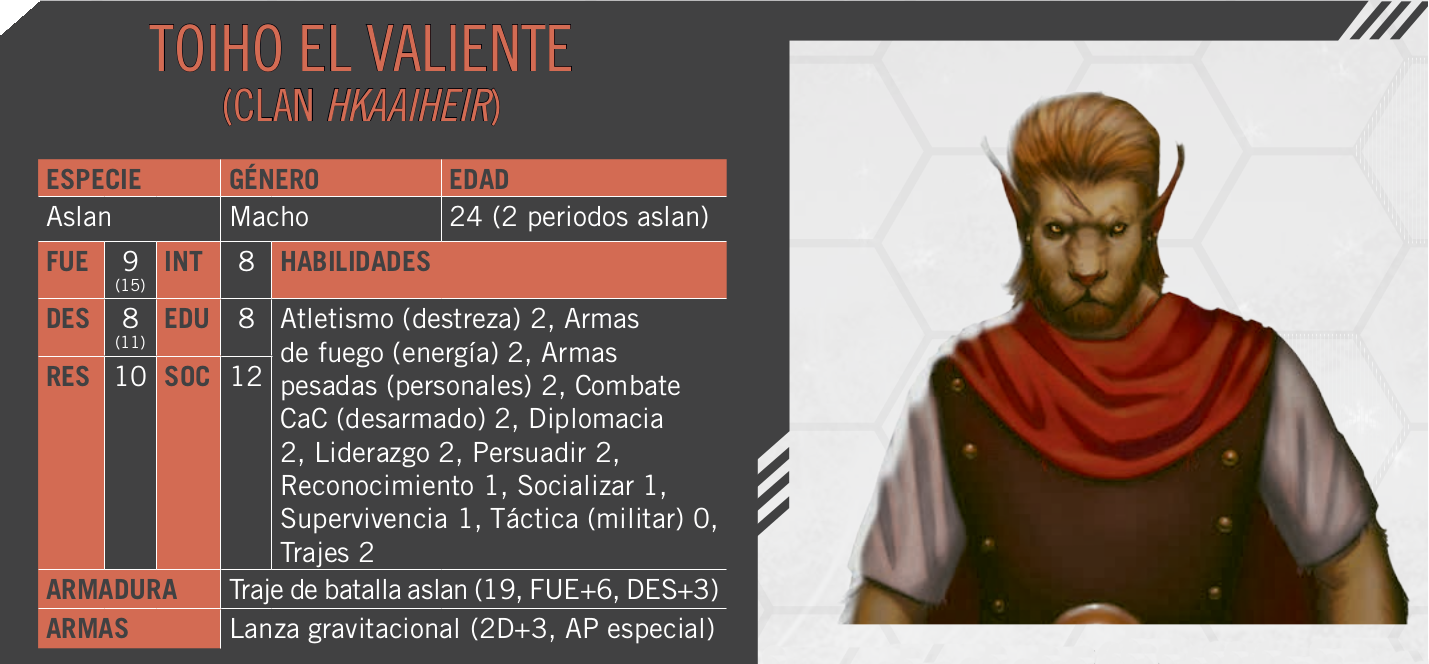 TOIHO EL VALIENTE
(CLAN HKAAIHEIR)
ESPECIE GÉNERO EDAD
Aslan Macho 24 (2 periodos aslan)
FUE 9 (15) INT 8 HABILIDADES
DES 8 (11) EDU 8
RES 10 SOC 12
Atletismo (destreza) 2, Armas
de fuego (energía) 2, Armas
pesadas (personales) 2, Combate
CaC (desarmado) 2, Diplomacia
2, Liderazgo 2, Persuadir 2,
Reconocimiento 1, Socializar 1,
Supervivencia 1, Táctica (militar) 0,
Trajes 2
ARMADURA Traje de batalla aslan (19, FUE+6, DES+3)
ARMAS Lanza gravitacional (2D+3, AP especial)